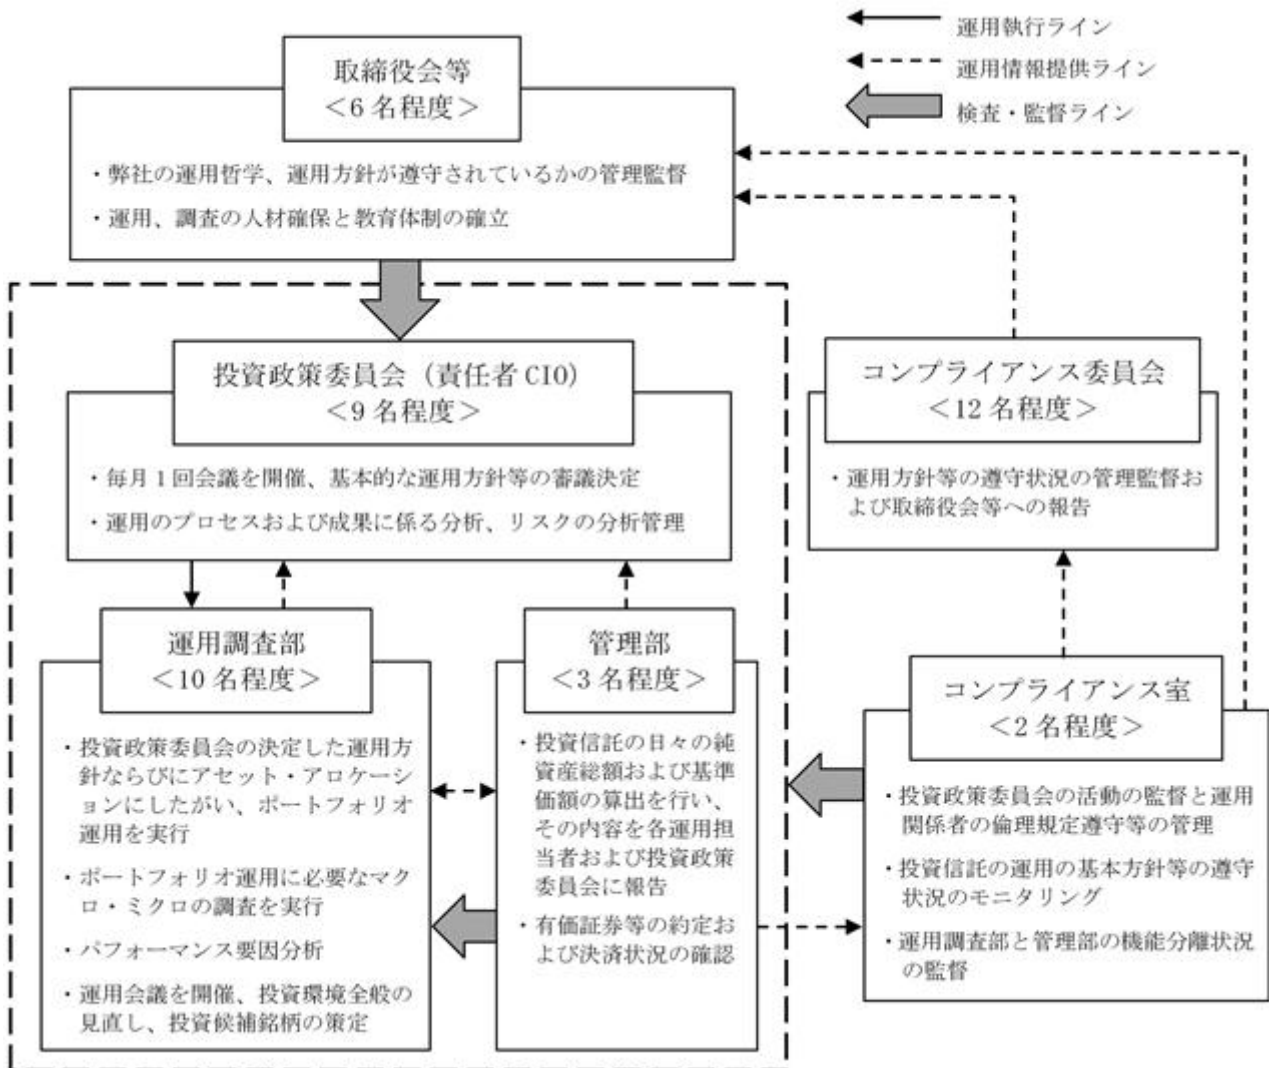 運用執行ライン
運用情報提供ライン
検査・監督ライン
取締役会等
＜6 名程度＞
・弊社の運用哲学、運用方針が遵守されているかの管理監督
・運用、調査の人材確保と教育体制の確立
投資政策委員会（責任者 CIO）
＜9 名程度＞
・毎月 1 回会議を開催、基本的な運用方針等の審議決定
・運用のプロセスおよび成果に係る分析、リスクの分析管理
コンプライアンス委員会
＜12 名程度＞
・運用方針等の遵守状況の管理監督お
よび取締役会等への報告
運用調査部
＜10 名程度＞
・投資政策委員会の決定した運用方
針ならびにアセット・アロケーシ
ョンにしたがい、ポートフォリオ
運用を実行
・ポートフォリオ運用に必要なマク
ロ・ミクロの調査を実行
・パフォーマンス要因分析
・運用会議を開催、投資環境全般の
見直し、投資候補銘柄の策定
管理部
＜3 名程度＞
・投資信託の日々の純
資産総額および基準
価額の算出を行い、
その内容を各運用担
当者および投資政策
委員会に報告
・有価証券等の約定お
よび決済状況の確認
コンプライアンス室
＜2 名程度＞
・投資政策委員会の活動の監督と運用
関係者の倫理規定遵守等の管理
・投資信託の運用の基本方針等の遵守
状況のモニタリング
・運用調査部と管理部の機能分離状況
の監督